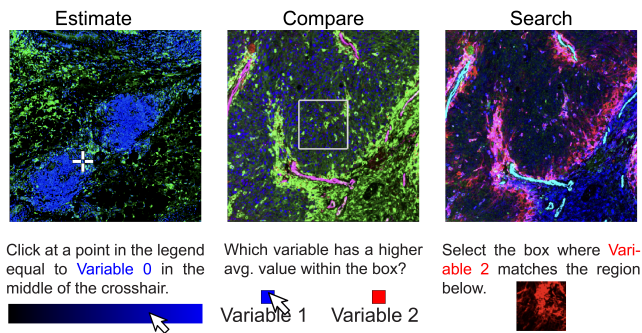 Estimate
Compare
Search
Click at a point in the legend
equal to Variable 0 in the
middle of the crosshair.
Which variable has a higher
avg. value within the box?
Variable 1
Variable 2
Select the box where Vari-
able 2 matches the region
below.